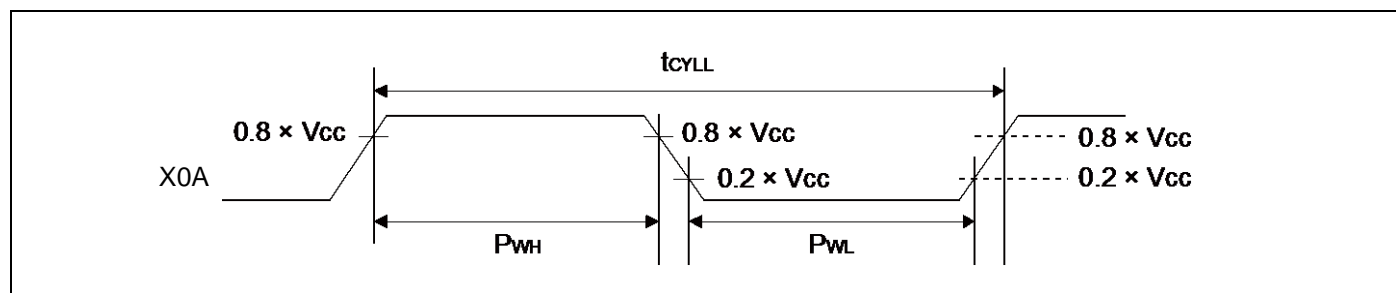 tCYLL
0.8 × Vcc
0.8 × Vcc
0.8 × Vcc
X0A
0.2 × Vcc
0.2 × Vcc
PWH
PWL